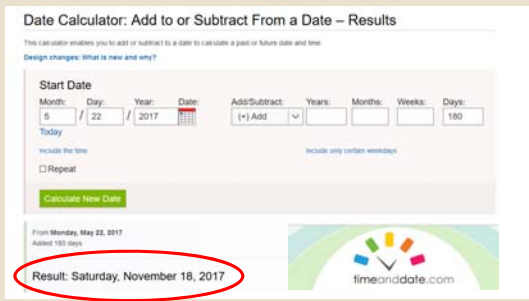 Date Calculator: Add to or Subtract From a Date – Results
This calculator enables you to add or subtract to a date to calculate a past or future date and time.
Design changes: What is new and why?
Start Date
Month: Day: Year: Date: Add/Subtract: Years: Months: Weeks: Days:
5 / 22 / 2017 (+) Add 180
Today
Include the time Include only certain weekdays
Repeat
Calculate New Date
From Monday, May 22, 2017
Added 180 days
Result: Saturday, November 18, 2017
timeanddate.com